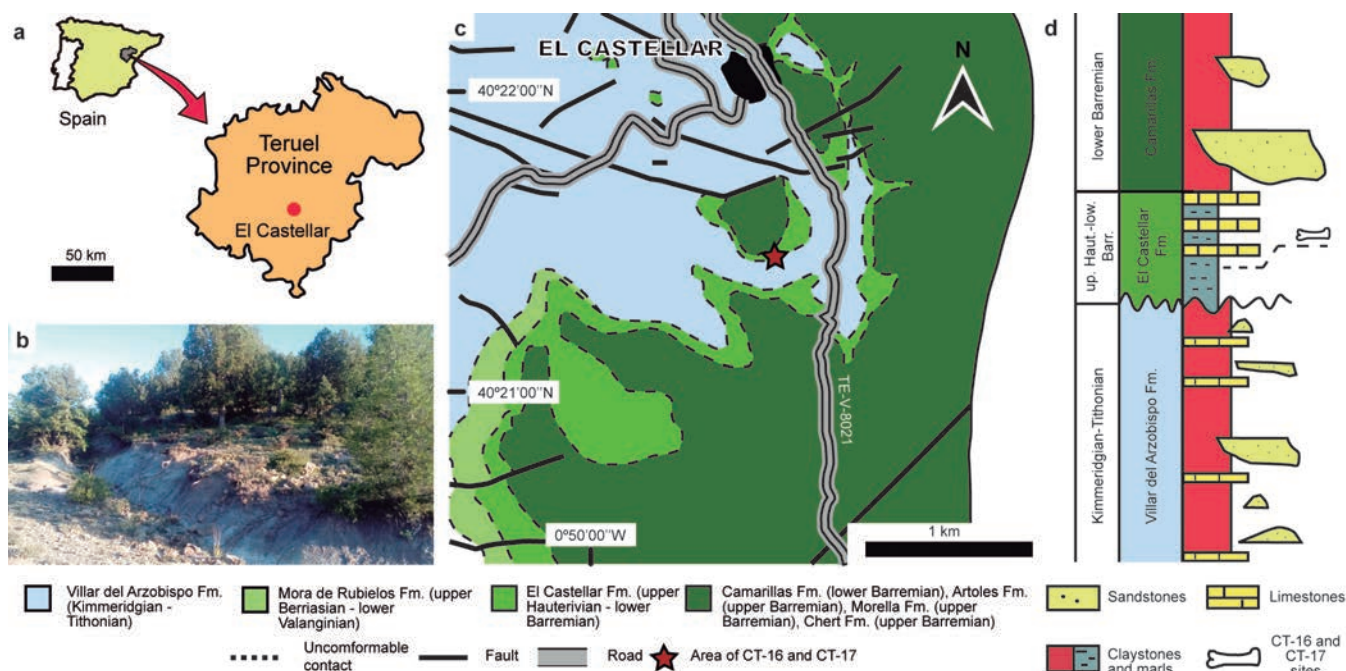 a
Spain
Teruel
Province
El Castellar
50 km
b
c
EL CASTELLAR
N
40º22'00''N
40º21'00''N
0º50'00''W
TE-V-8021
1 km
d
lower Barremian
Camarillas Fm.
up. Haut.-low.
Barr.
El Castellar
Fm
Kimmeridgian-Tithonian
Villar del Arzobispo Fm.
Villar del Arzobispo Fm.
(Kimmeridgian -
Tithonian)
Mora de Rubielos Fm. (upper
Berriasian - lower
Valanginian)
El Castellar Fm. (upper
Hauterivian - lower
Barremian)
Camarillas Fm. (lower Barremian), Artoles Fm.
(upper Barremian), Morella Fm. (upper
Barremian), Chert Fm. (upper Barremian)
Sandstones
Limestones
Uncomformable
contact
Fault
Road
Area of CT-16 and CT-17
Claystones
and marls
CT-16 and
CT-17
sites